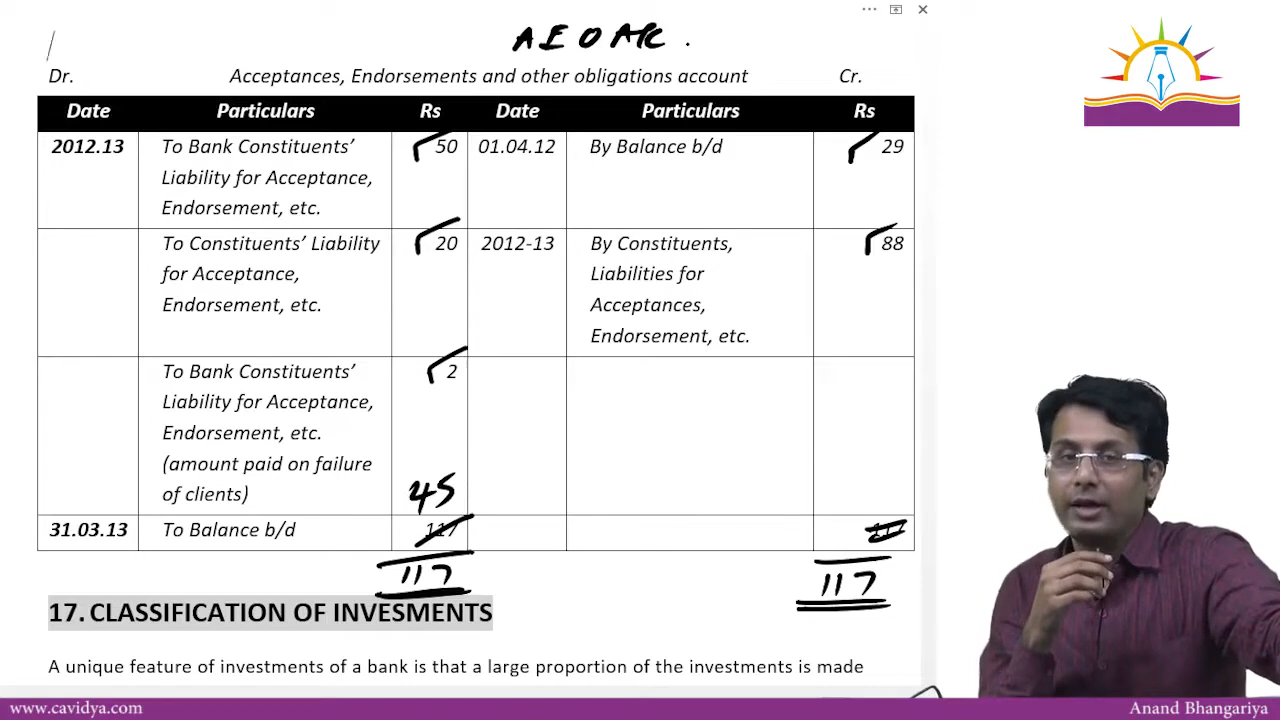 A E O A/C .
Dr. Acceptances, Endorsements and other obligations account Cr.
Date Particulars Rs Date Particulars Rs
2012.13 To Bank Constituents’ 50 01.04.12 By Balance b/d 29
Liability for Acceptance,
Endorsement, etc.
To Constituents’ Liability 20 2012-13 By Constituents, 88
for Acceptance, Liabilities for
Endorsement, etc. Acceptances,
Endorsement, etc.
To Bank Constituents’ 2
Liability for Acceptance,
Endorsement, etc.
(amount paid on failure
of clients) 45
31.03.13 To Balance b/d 117 117
117 117
17. CLASSIFICATION OF INVESMENTS
A unique feature of investments of a bank is that a large proportion of the investments is made
www.cavidya.com Anand Bhangariya